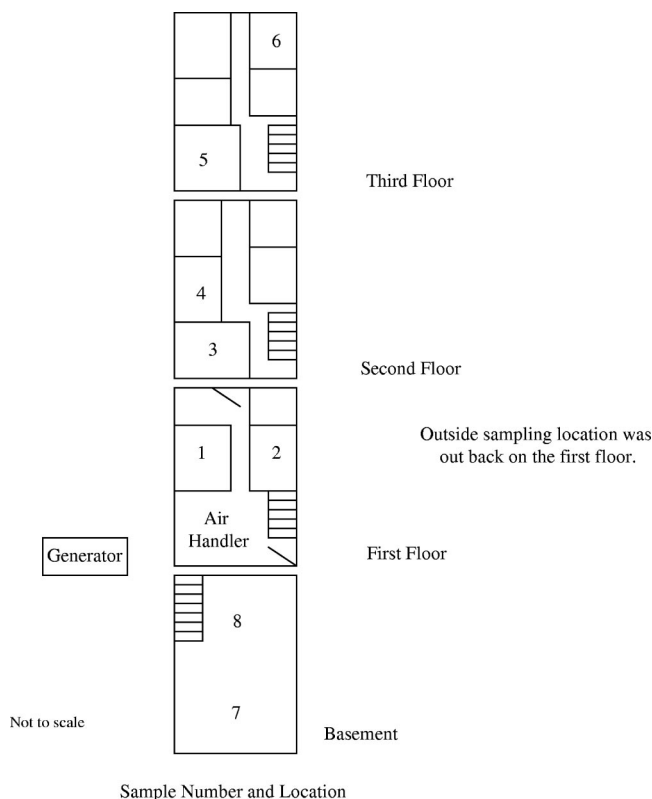 6
5
Third Floor
4
3
Second Floor
Outside sampling location was
out back on the first floor.
1 2
Air
Handler
Generator
First Floor
8
7
Not to scale
Basement
Sample Number and Location